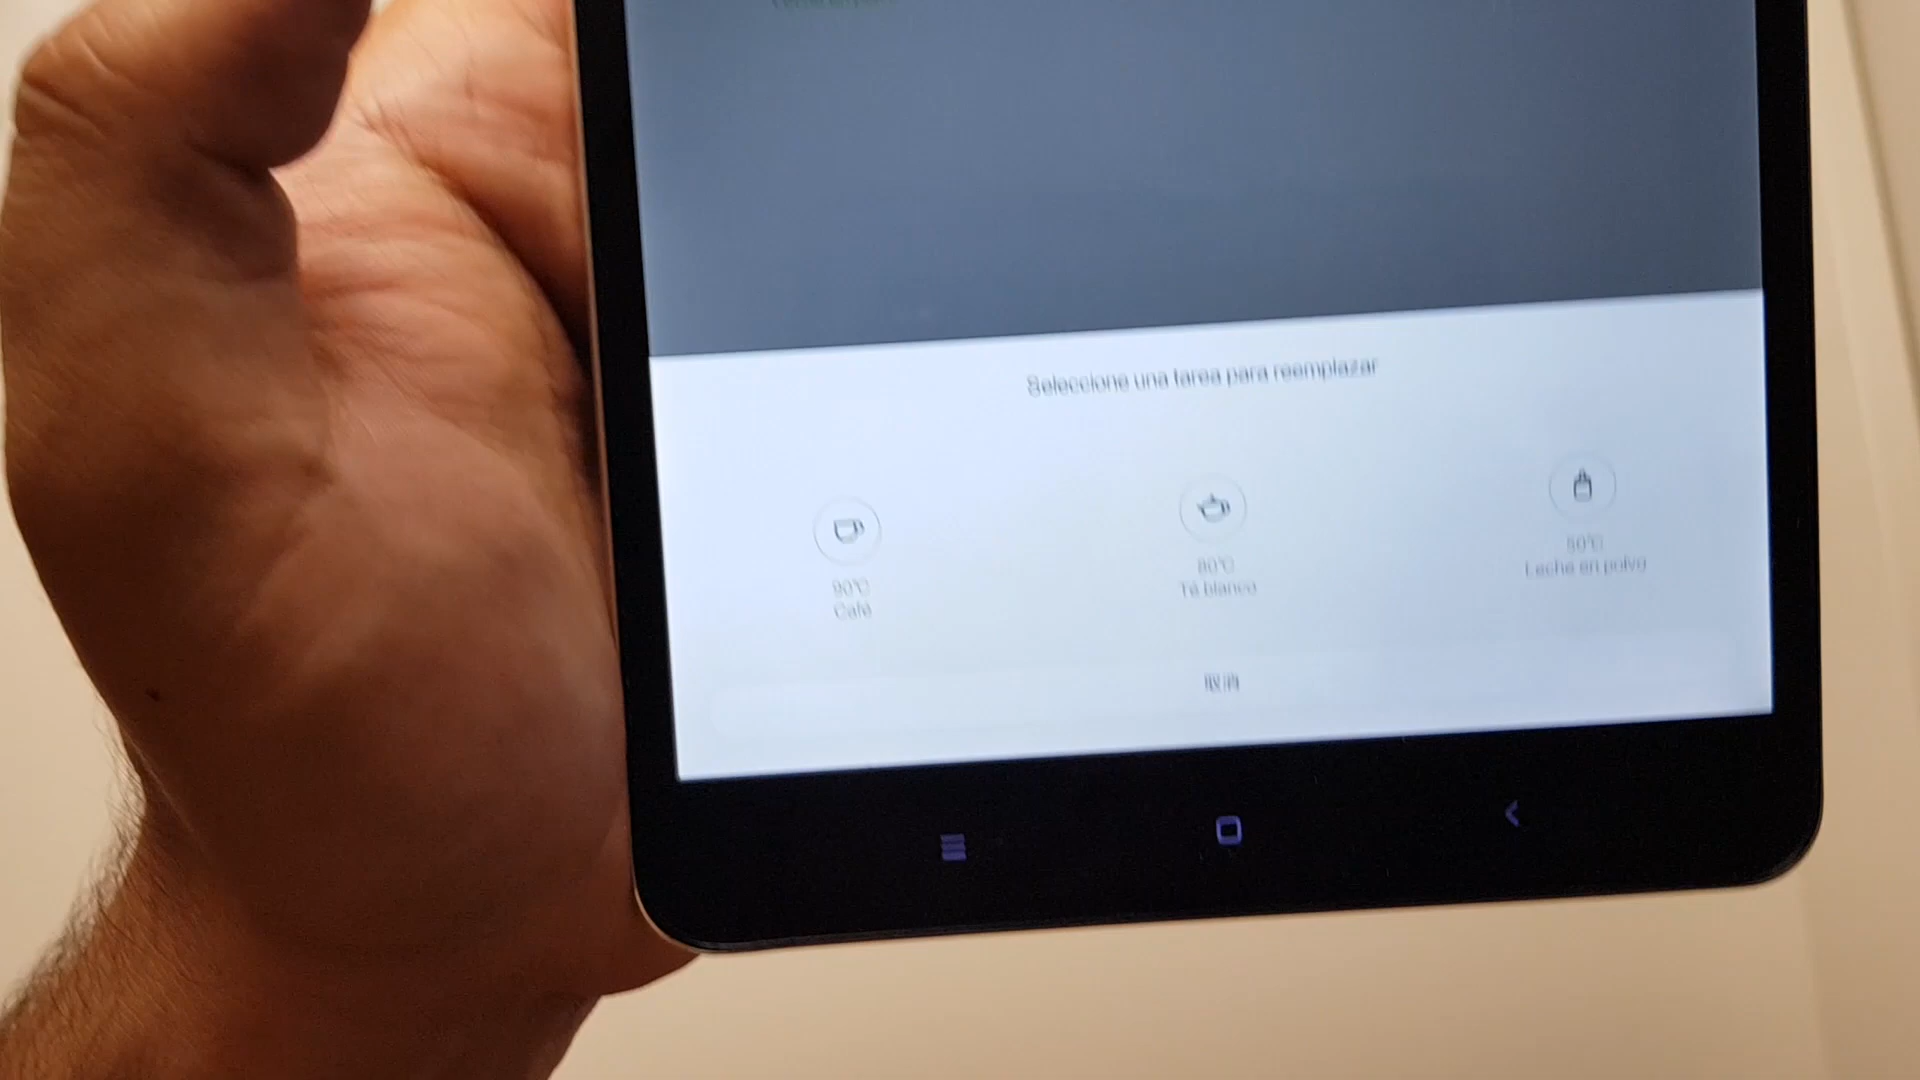 Seleccione una tarea para reemplazar
90℃
Café
80℃
Té blanco
50℃
Leche en polvo
取消